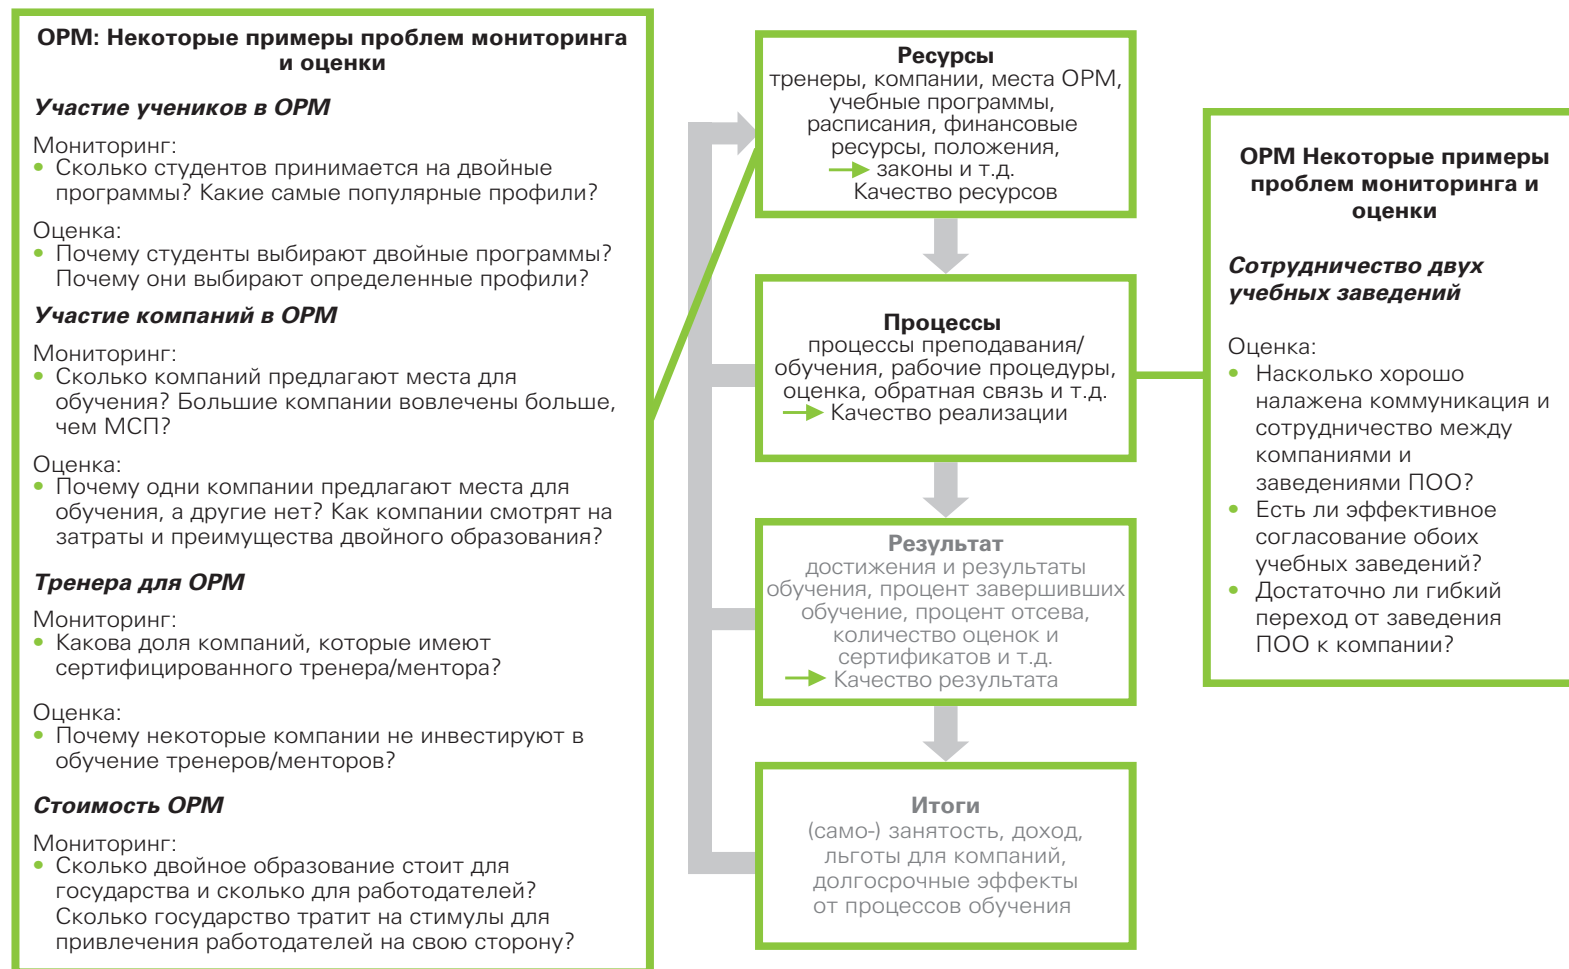 ОРМ: Некоторые примеры проблем мониторинга
и оценки
Участие учеников в ОРМ
Мониторинг:
• Сколько студентов принимается на двойные
программы? Какие самые популярные профили?
Оценка:
• Почему студенты выбирают двойные программы?
Почему они выбирают определенные профили?
Участие компаний в ОРМ
Мониторинг:
• Сколько компаний предлагают места для
обучения? Большие компании вовлечены больше,
чем МСП?
Оценка:
• Почему одни компании предлагают места для
обучения, а другие нет? Как компании смотрят на
затраты и преимущества двойного образования?
Тренера для ОРМ
Мониторинг:
• Какова доля компаний, которые имеют
сертифицированного тренера/ментора?
Оценка:
• Почему некоторые компании не инвестируют в
обучение тренеров/менторов?
Стоимость ОРМ
Мониторинг:
• Сколько двойное образование стоит для
государства и сколько для работодателей?
Сколько государство тратит на стимулы для
привлечения работодателей на свою сторону?
Ресурсы
тренеры, компании, места ОРМ,
учебные программы,
расписания, финансовые
ресурсы, положения,
законы и т.д.
Качество ресурсов
Процессы
процессы преподавания/
обучения, рабочие процедуры,
оценка, обратная связь и т.д.
Качество реализации
Результат
достижения и результаты
обучения, процент завершивших
обучение, процент отсева,
количество оценок и
сертификатов и т.д.
Качество результата
Итоги
(само-) занятость, доход,
льготы для компаний,
долгосрочные эффекты
от процессов обучения
ОРМ Некоторые примеры
проблем мониторинга и
оценки
Сотрудничество двух
учебных заведений
Оценка:
• Насколько хорошо
налажена коммуникация и
сотрудничество между
компаниями и
заведениями ПОО?
• Есть ли эффективное
согласование обоих
учебных заведений?
• Достаточно ли гибкий
переход от заведения
ПОО к компании?